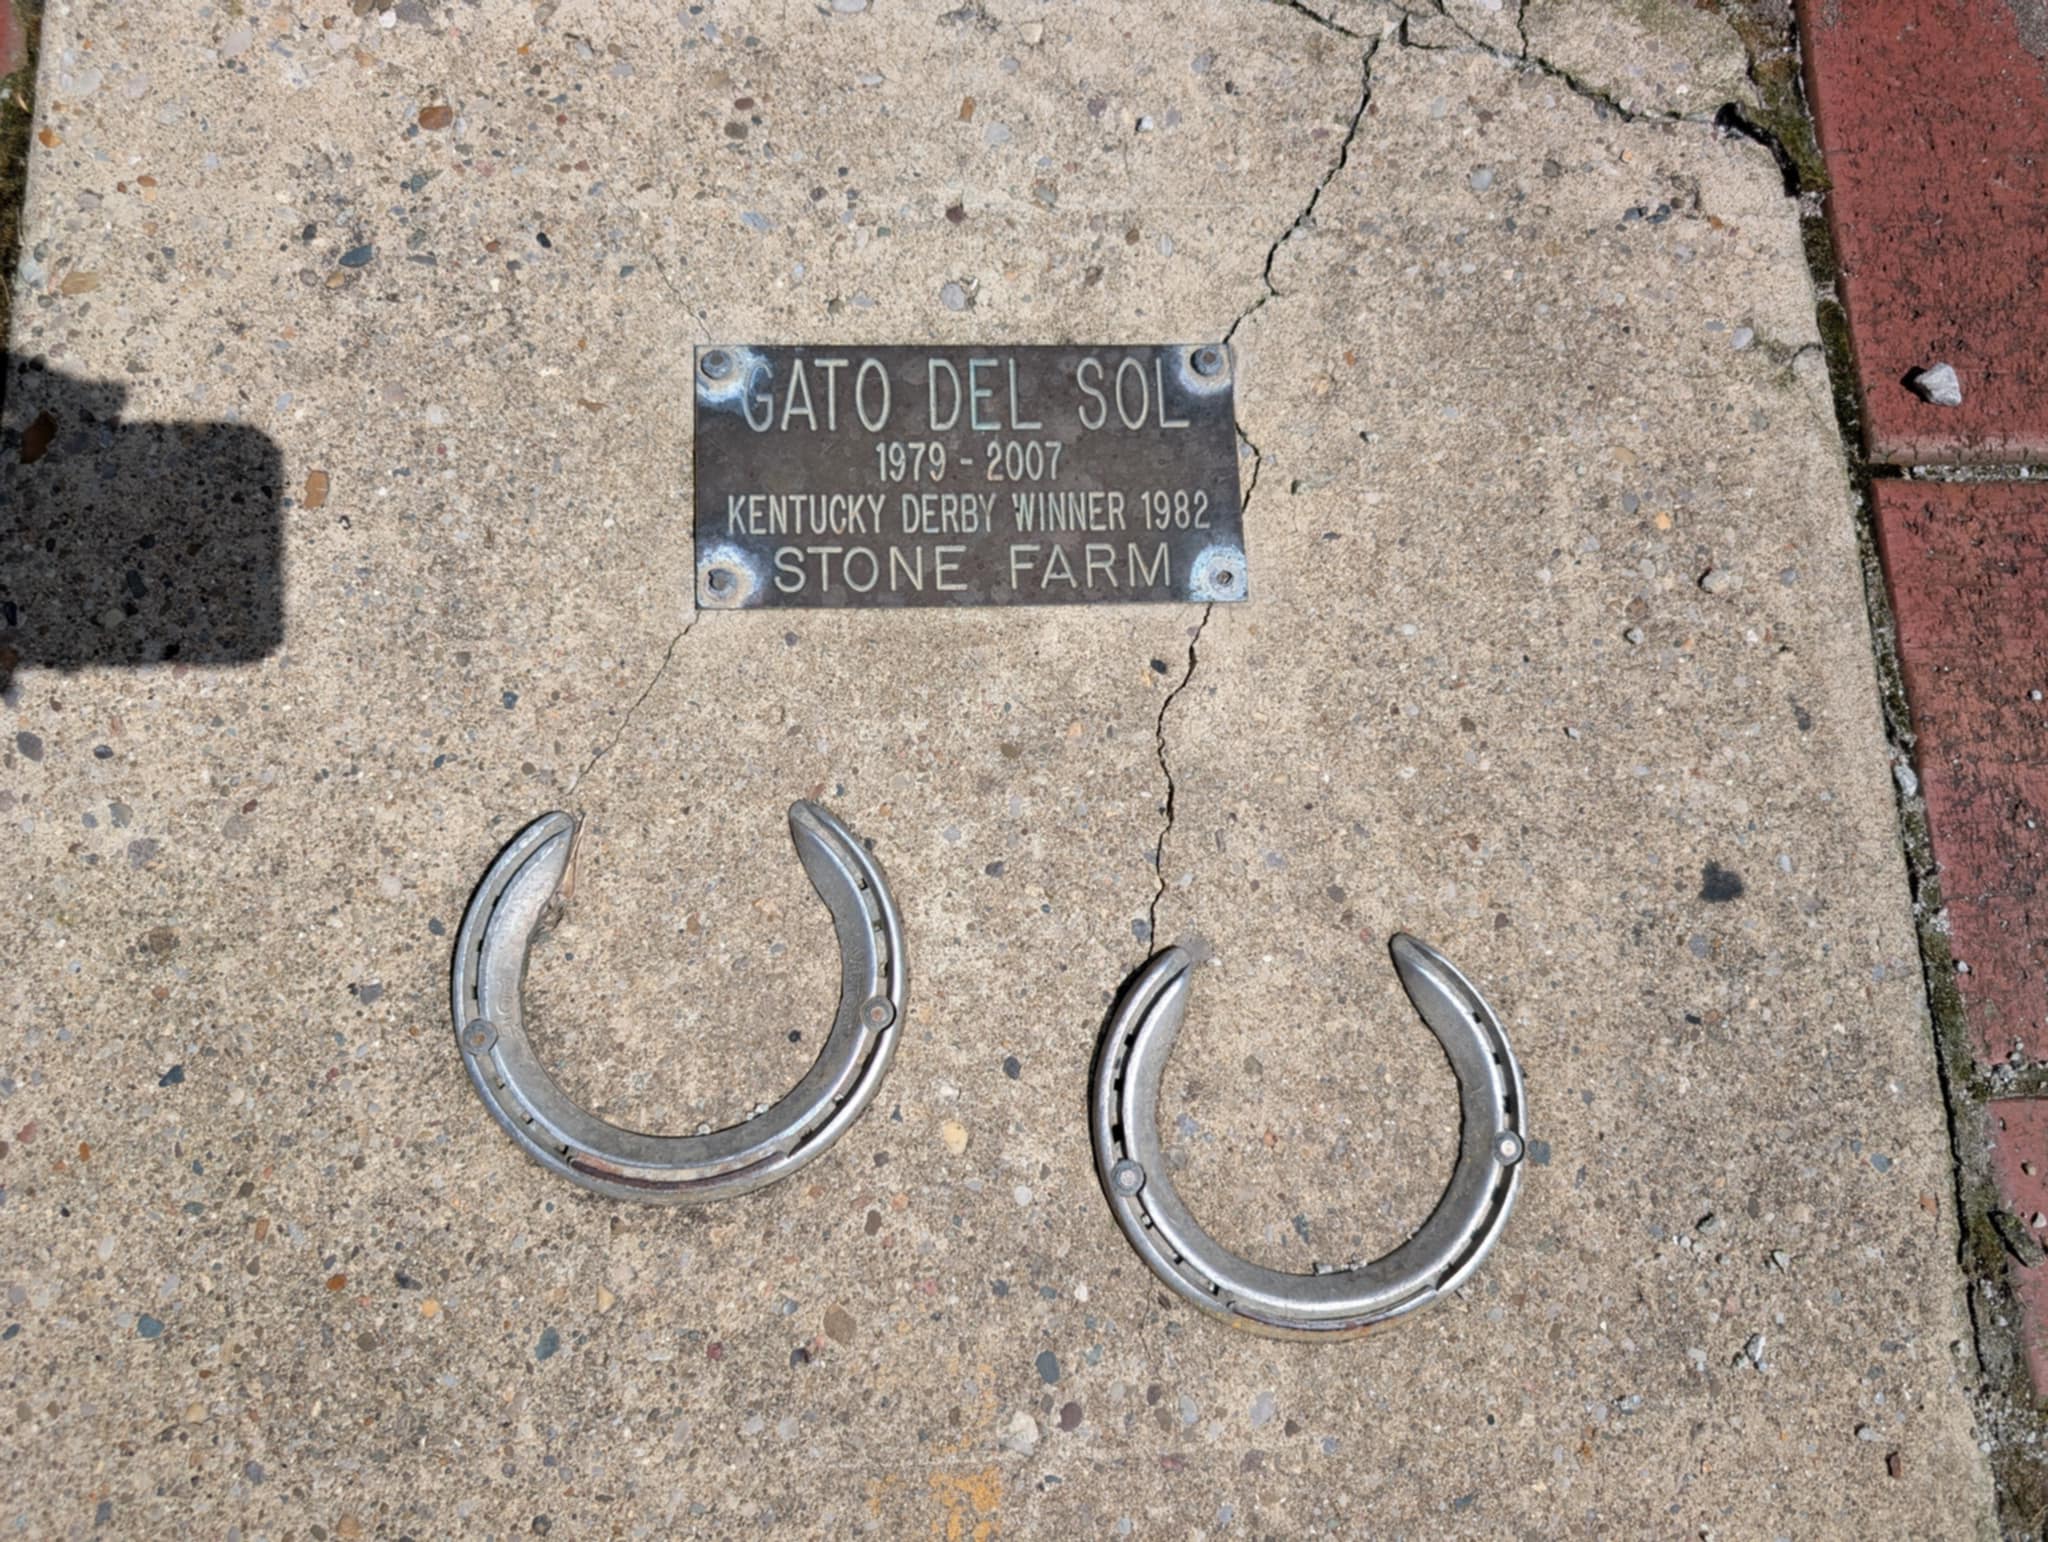 GATO DEL SOL
1979 - 2007
KENTUCKY DERBY WINNER 1982
STONE FARM